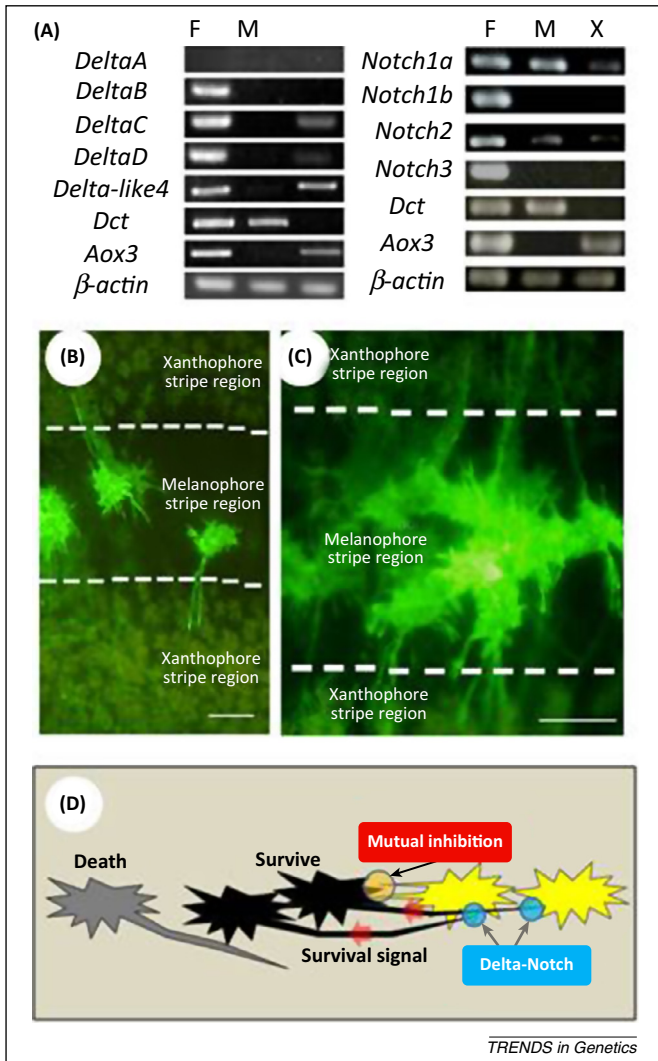 (A)
F M
DeltaA
DeltaB
DeltaC
DeltaD
Delta-like4
Dct
Aox3
β-actin
F M X
Notch1a
Notch1b
Notch2
Notch3
Dct
Aox3
β-actin
(B)
Xanthophore
stripe region
Melanophore
stripe region
Xanthophore
stripe region
(C)
Xanthophore
stripe region
Melanophore
stripe region
Xanthophore
stripe region
(D)
Death
Survive
Mutual inhibition
Survival signal
Delta-Notch
TRENDS in Genetics